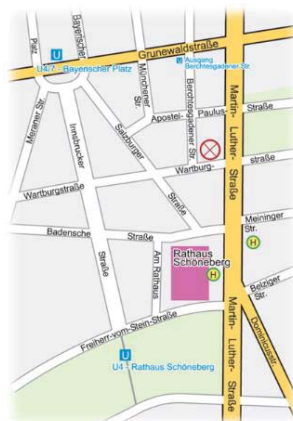 Platz
Bayerischer
U
Grunewaldstraße
U4/7 - Bayerischer Platz
U Ausgang
Berchtesgadener Str.
Münchener
Str.
Berchtesgadener Str.
Apostel-
Paulus-
Straße
Martin-
Luther-
Straße
Meraner Str.
Innsbrucker
Straße
Salzburger
Straße
Wartburgstraße
Wartburg-
straße
Badensche
Straße
Meininger
Str.
H
Am Rathaus
Rathaus
Schöneberg
H
Belziger
Str.
Freiherr-vom-Stein-Straße
Martin-
Luther-
Straße
Dominicusstr.
U
U4 - Rathaus Schöneberg